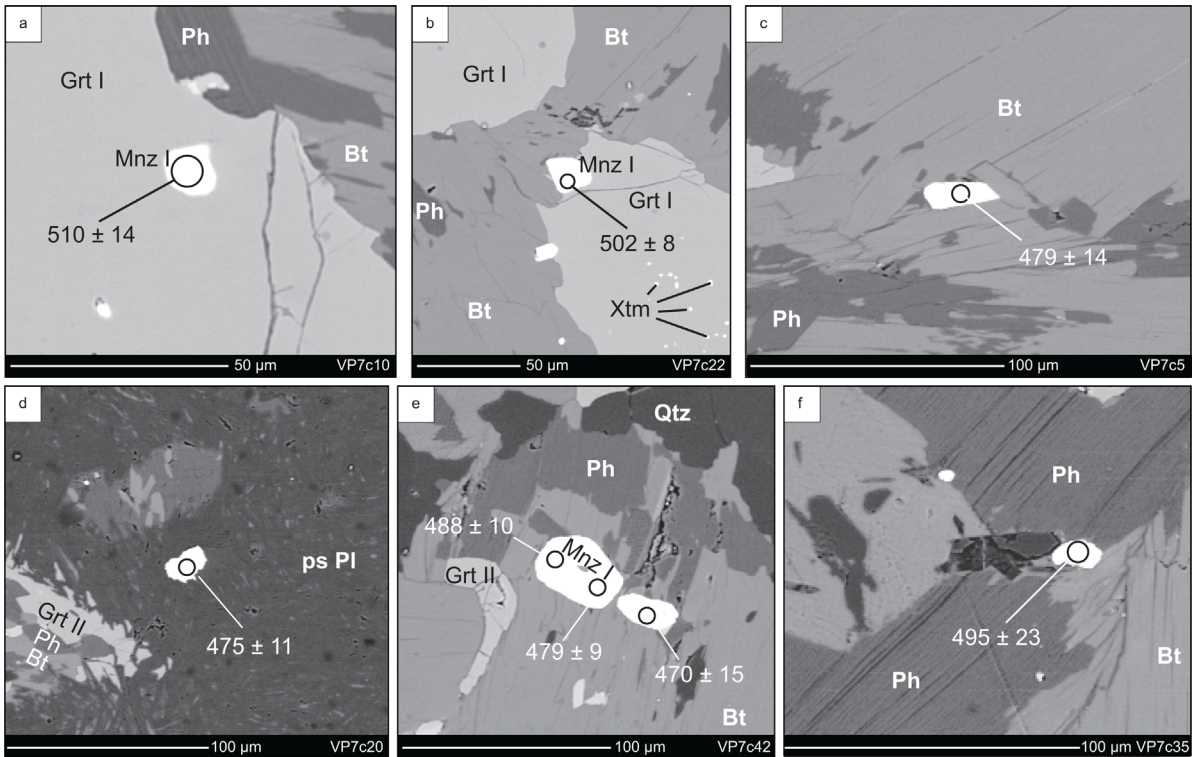 a
Ph
Grt I
Mnz I
Bt
510 ± 14
50 µm
VP7c10
b
Bt
Grt I
Mnz I
Grt I
Ph
502 ± 8
Xtm
Bt
50 µm
VP7c22
c
Bt
479 ± 14
Ph
100 µm
VP7c5
d
ps Pl
Grt II
Ph
Bt
475 ± 11
100 µm
VP7c20
e
Qtz
Ph
488 ± 10
Mnz I
Grt II
479 ± 9
470 ± 15
Bt
100 µm
VP7c42
f
Ph
495 ± 23
Bt
Ph
100 µm VP7c35